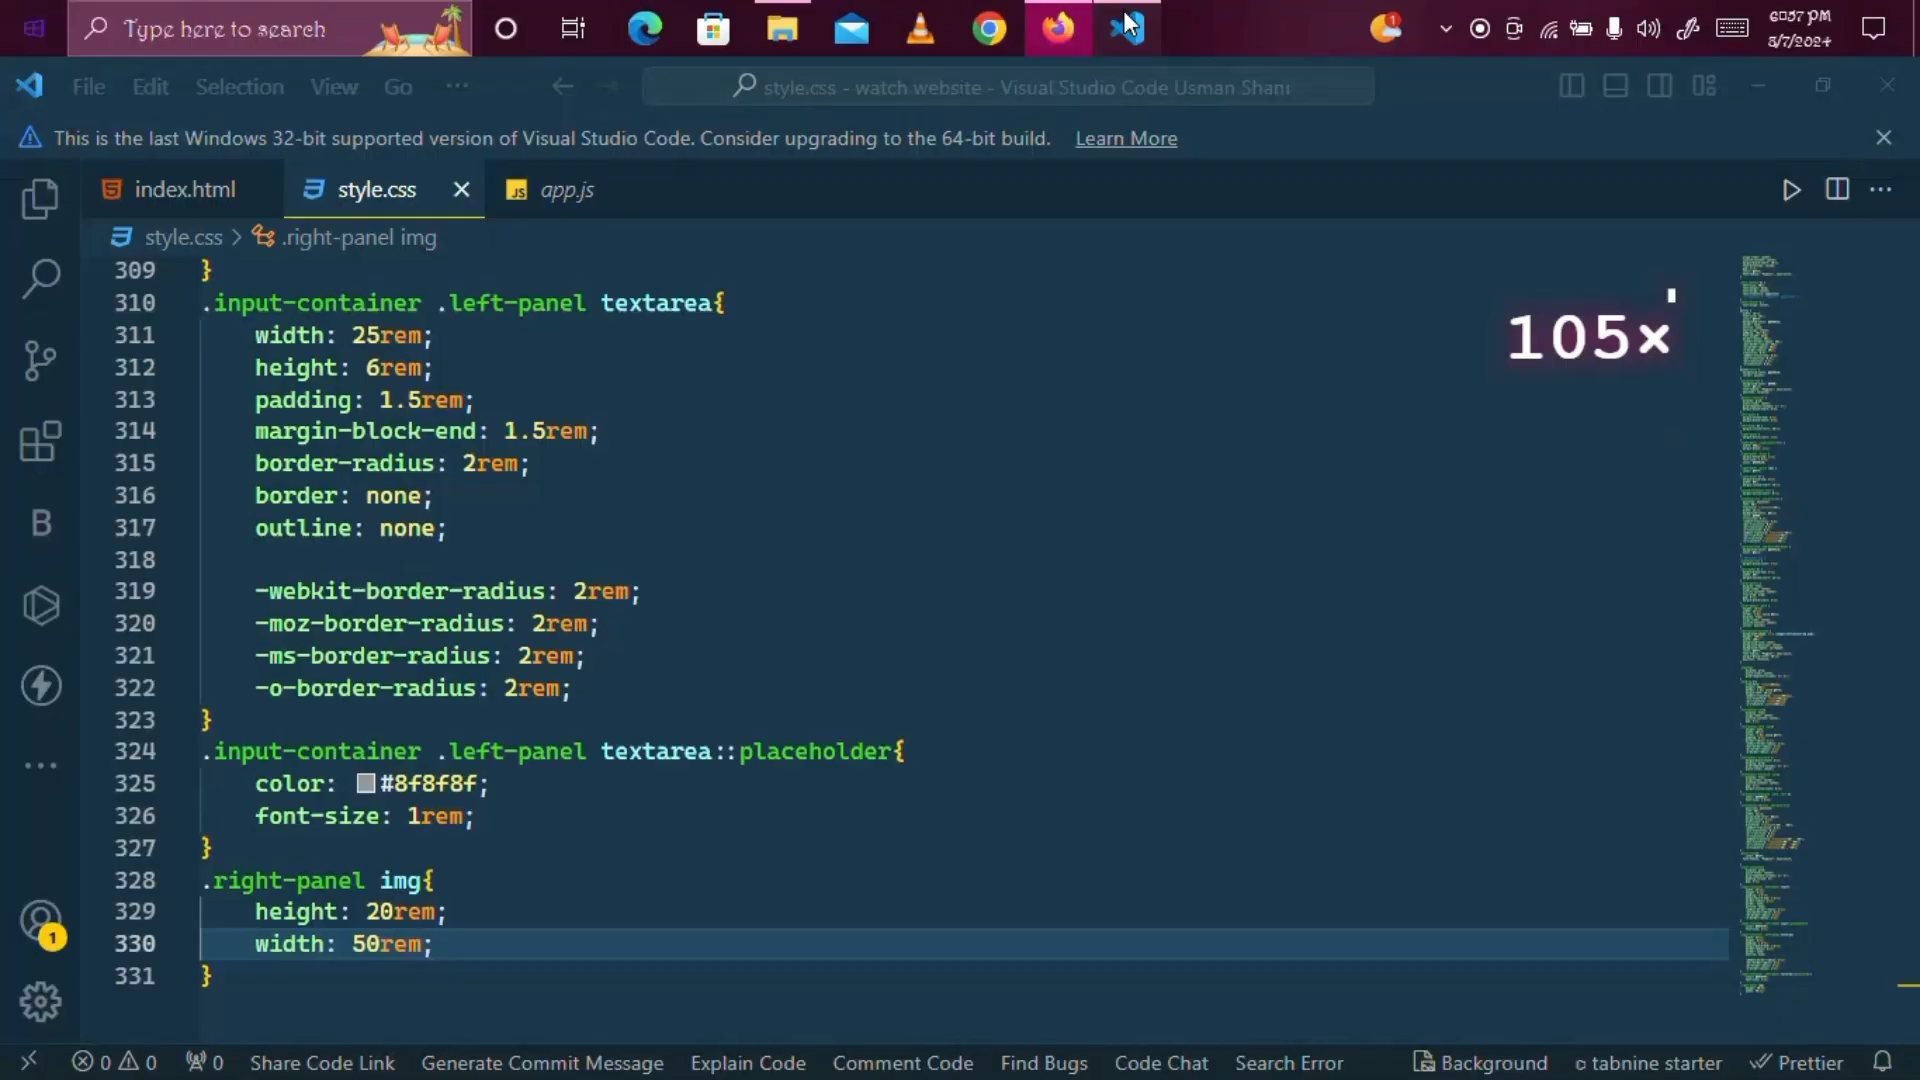 Type here to search
1
6:37 PM
3/7/2024
File Edit Selection View Go ···
style.css - watch website - Visual Studio Code Usman Shani
This is the last Windows 32-bit supported version of Visual Studio Code. Consider upgrading to the 64-bit build. Learn More
index.html style.css JS app.js
style.css > .right-panel img
309 }
310 .input-container .left-panel textarea{
311 width: 25rem;
312 height: 6rem;
313 padding: 1.5rem;
314 margin-block-end: 1.5rem;
315 border-radius: 2rem;
316 border: none;
317 outline: none;
318
319 -webkit-border-radius: 2rem;
320 -moz-border-radius: 2rem;
321 -ms-border-radius: 2rem;
322 -o-border-radius: 2rem;
323 }
324 .input-container .left-panel textarea::placeholder{
325 color: #8f8f8f;
326 font-size: 1rem;
327 }
328 .right-panel img{
329 height: 20rem;
330 width: 50rem;
331 }
105×
B
1
0 0 0 Share Code Link Generate Commit Message Explain Code Comment Code Find Bugs Code Chat Search Error Background tabnine starter Prettier